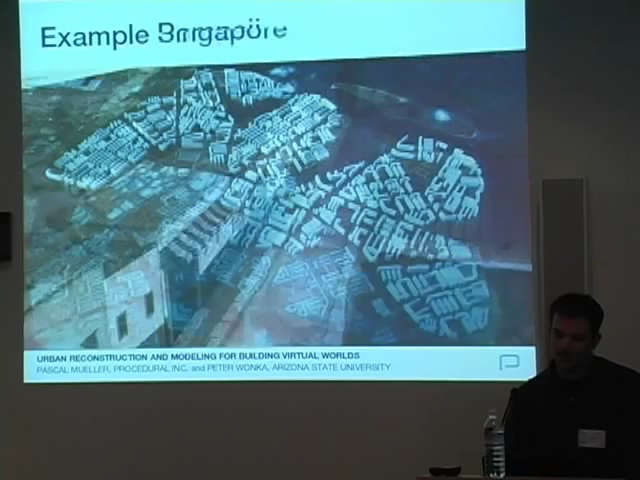 Example
URBAN RECONSTRUCTION AND MODELING FOR BUILDING VIRTUAL WORLDS
PASCAL MUELLER, PROCEDURAL INC. and PETER WONKA, ARIZONA STATE UNIVERSITY